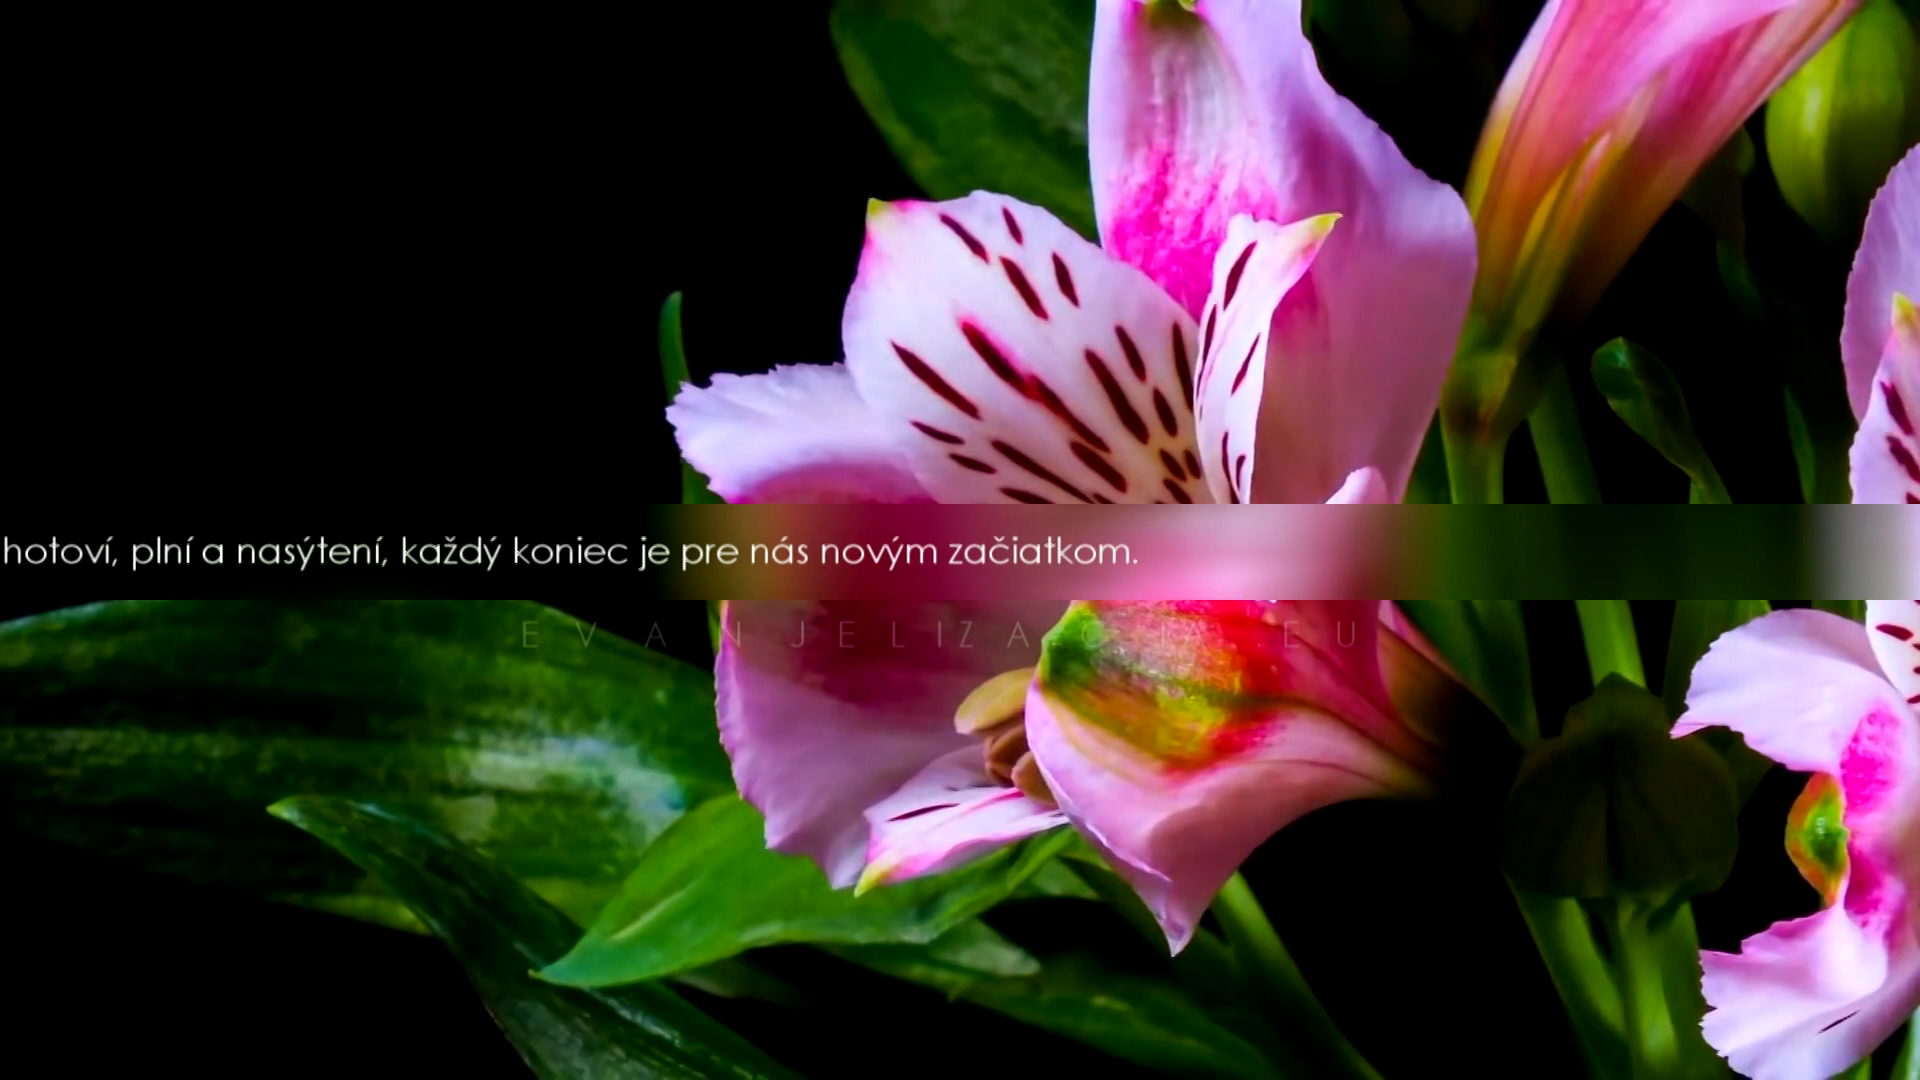 hotoví, plní a nasýtení, každý koniec je pre nás novým začiatkom.
EVANJELIZACIA.EU